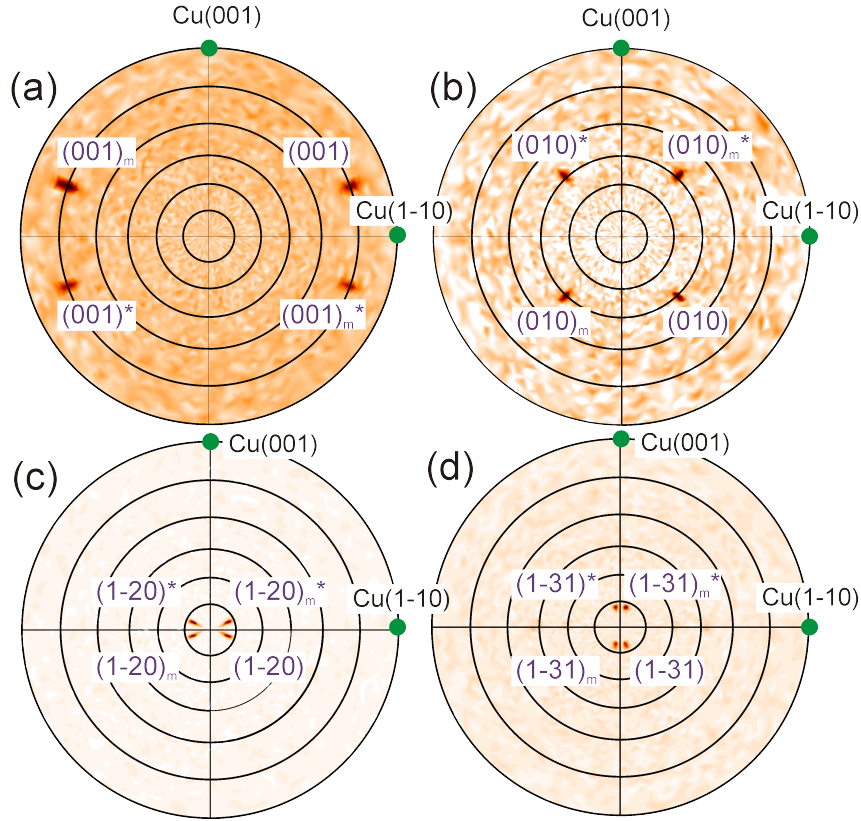 Cu(001)
(a)
(001)m
(001)
Cu(1-10)
(001)*
(001)m*
Cu(001)
(b)
(010)*
(010)m*
Cu(1-10)
(010)m
(010)
Cu(001)
(c)
(1-20)*
(1-20)m*
Cu(1-10)
(1-20)m
(1-20)
Cu(001)
(d)
(1-31)*
(1-31)m*
Cu(1-10)
(1-31)m
(1-31)